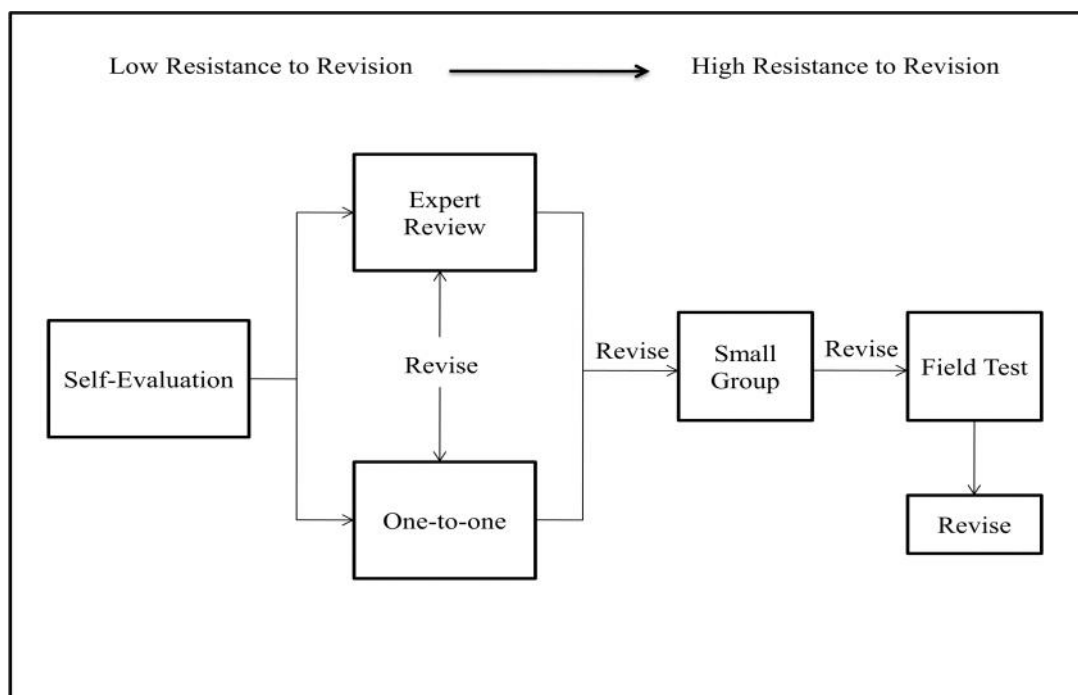 Low Resistance to Revision
High Resistance to Revision
Expert
Review
Self-Evaluation
Revise
One-to-one
Revise
Small
Group
Revise
Field Test
Revise